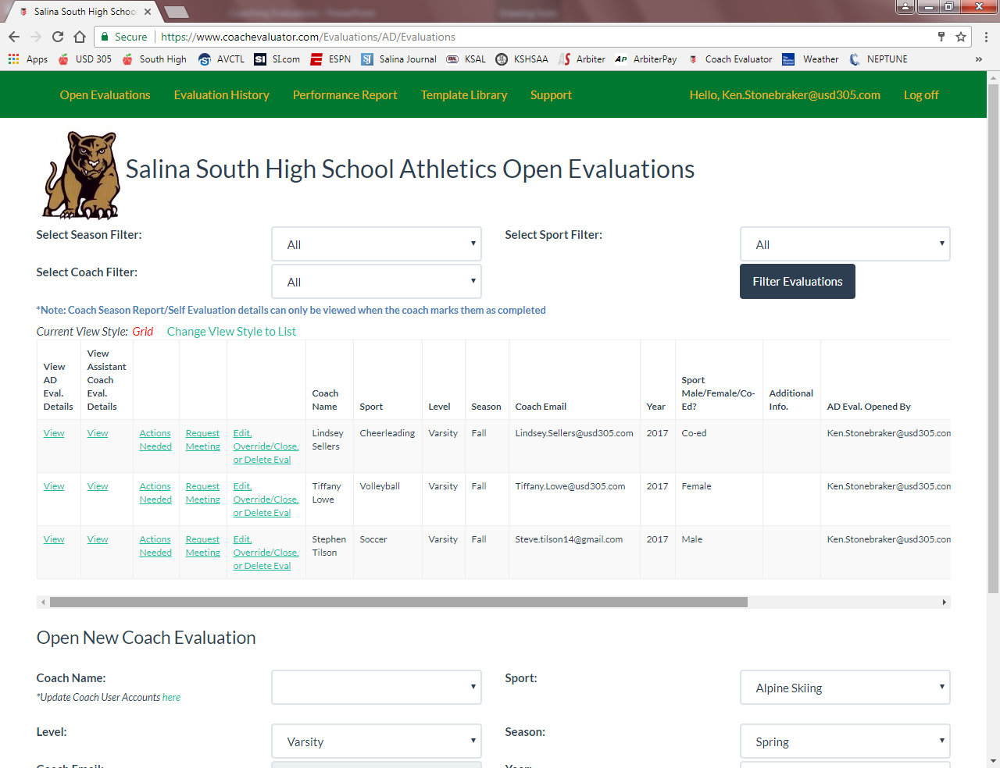 Salina South High School
Secure https://www.coachevaluator.com/Evaluations/AD/Evaluations
Apps USD 305 South High AVCTL SI SI.com ESPN SJ Salina Journal KSAL KSHSAA Arbiter AP ArbiterPay Coach Evaluator Weather NEPTUNE »
Open Evaluations Evaluation History Performance Report Template Library Support Hello, Ken.Stonebraker@usd305.com Log off
Salina South High School Athletics Open Evaluations
Select Season Filter: All Select Sport Filter: All
Select Coach Filter: All Filter Evaluations
*Note: Coach Season Report/Self Evaluation details can only be viewed when the coach marks them as completed
Current View Style: Grid Change View Style to List
View AD Eval. Details View Assistant Coach Eval. Details Coach Name Sport Level Season Coach Email Year Sport Male/Female/Co-Ed? Additional Info. AD Eval. Opened By
View View Actions Needed Request Meeting Edit, Override/Close, or Delete Eval Lindsey Sellers Cheerleading Varsity Fall Lindsey.Sellers@usd305.com 2017 Co-ed Ken.Stonebraker@usd305.com
View View Actions Needed Request Meeting Edit, Override/Close, or Delete Eval Tiffany Lowe Volleyball Varsity Fall Tiffany.Lowe@usd305.com 2017 Female Ken.Stonebraker@usd305.com
View View Actions Needed Request Meeting Edit, Override/Close, or Delete Eval Stephen Tilson Soccer Varsity Fall Steve.tilson14@gmail.com 2017 Male Ken.Stonebraker@usd305.com
Open New Coach Evaluation
Coach Name: Sport: Alpine Skiing
*Update Coach User Accounts here
Level: Varsity Season: Spring
Coach Email: Year: